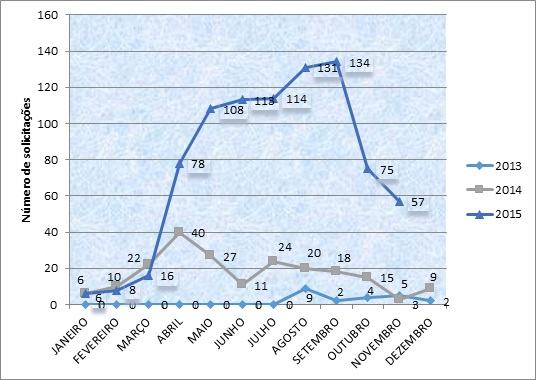 160
140
120
100
80
60
40
20
0
Número de solicitações
6 10 22 40 27 11 24 20 18 15 3 9
6 8 16 78 108 113 114 131 134 75 57
0 0 0 0 0 0 0 9 2 4 5 2
JANEIRO
FEVEREIRO
MARÇO
ABRIL
MAIO
JUNHO
JULHO
AGOSTO
SETEMBRO
OUTUBRO
NOVEMBRO
DEZEMBRO
2013
2014
2015